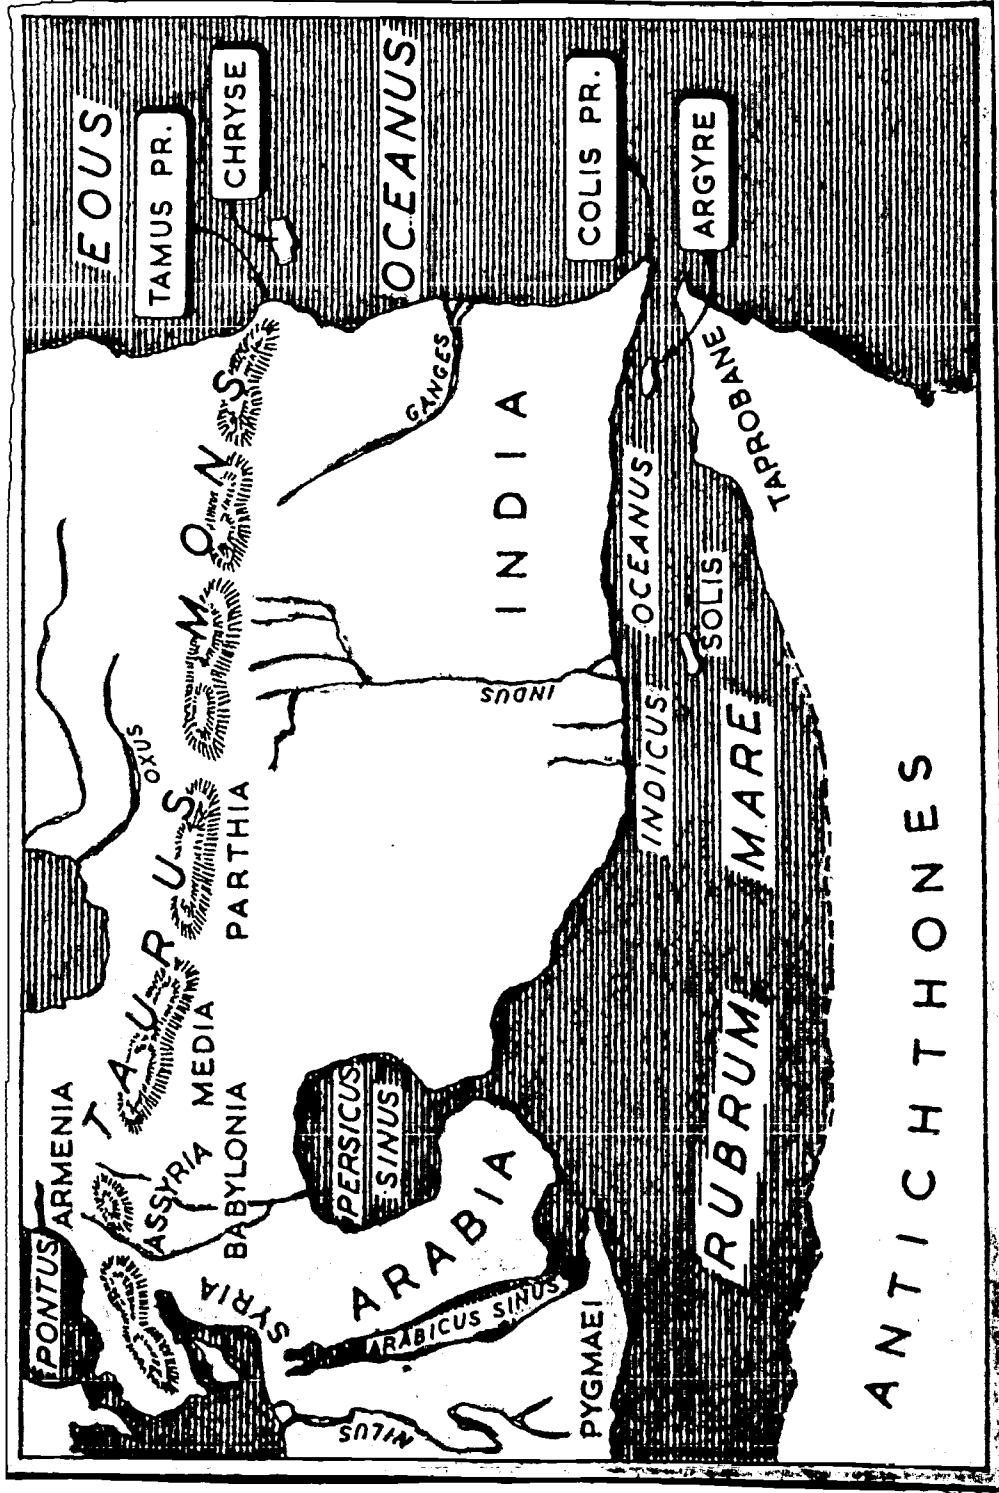 EOUS
OCEANUS
TAMUS PR.
CHRYSE
COLIS PR.
ARGYRE
TAURUS MONS
GANGES
INDIA
INDUS
OXUS
PARTHIA
MEDIA
ARMENIA
ASSYRIA
BABYLONIA
PONTUS
SYRIA
ARABIA
PERSICUS
SINUS
ARABICUS SINUS
NILUS
PYGMAEI
INDICUS OCEANUS
SOLIS
TAPROBANE
RUBRUM MARE
ANTICHTHONES